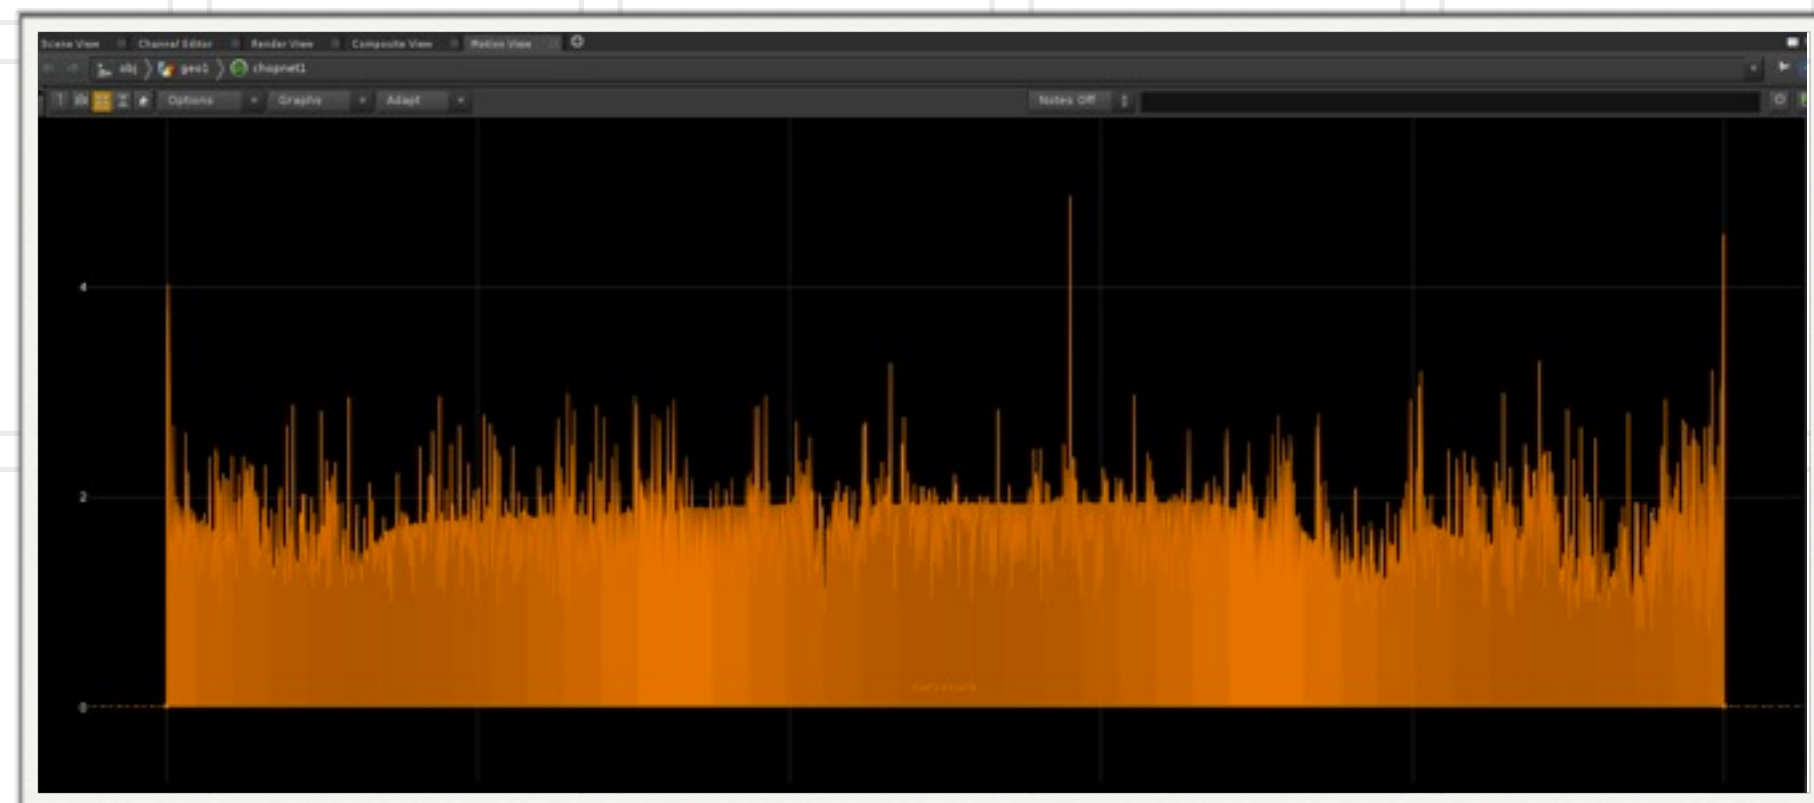 Scene View Channel Editor Render View Composite View Motion View
obj geo1 chopnet1
Options Graphs Adapt Notes Off
4
2
0
curvature